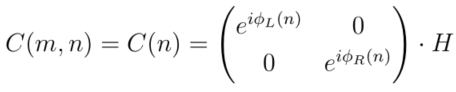 $$C(m,n) = C(n) = \begin{pmatrix} e^{i\phi_L(n)} & 0 \\ 0 & e^{i\phi_R(n)} \end{pmatrix} \cdot H$$